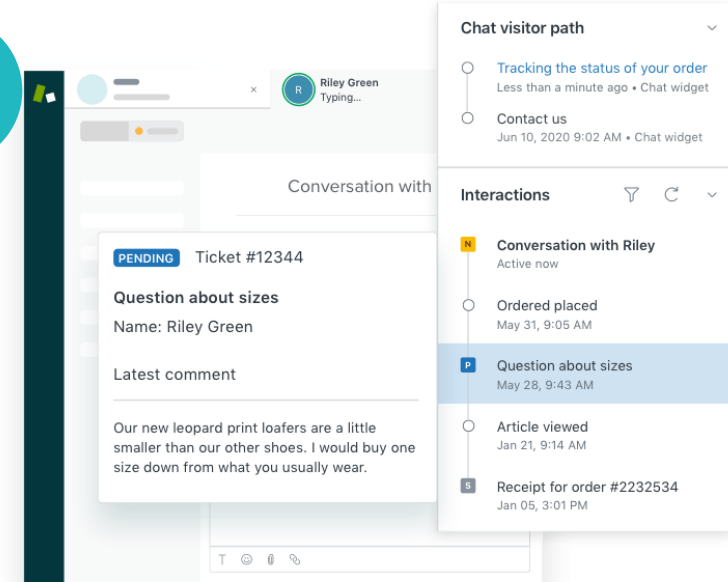 Chat visitor path
Tracking the status of your order
Less than a minute ago • Chat widget
Contact us
Jun 10, 2020 9:02 AM • Chat widget
R
Riley Green
Typing...
Conversation with
Interactions
N
Conversation with Riley
Active now
Ordered placed
May 31, 9:05 AM
P
Question about sizes
May 28, 9:43 AM
Article viewed
Jan 21, 9:14 AM
S
Receipt for order #2232534
Jan 05, 3:01 PM
PENDING Ticket #12344
Question about sizes
Name: Riley Green
Latest comment
Our new leopard print loafers are a little
smaller than our other shoes. I would buy one
size down from what you usually wear.
T